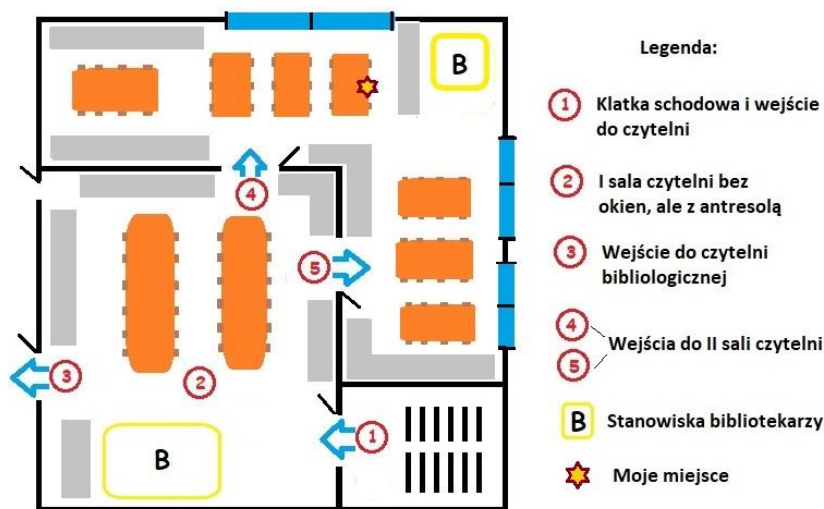 B
4
5
3
2
1
B
Legenda:
1 Klatka schodowa i wejście
do czytelni
2 I sala czytelni bez
okien, ale z antresolą
3 Wejście do czytelni
bibliologicznej
4
5
Wejścia do II sali czytelni
B Stanowiska bibliotekarzy
Moje miejsce